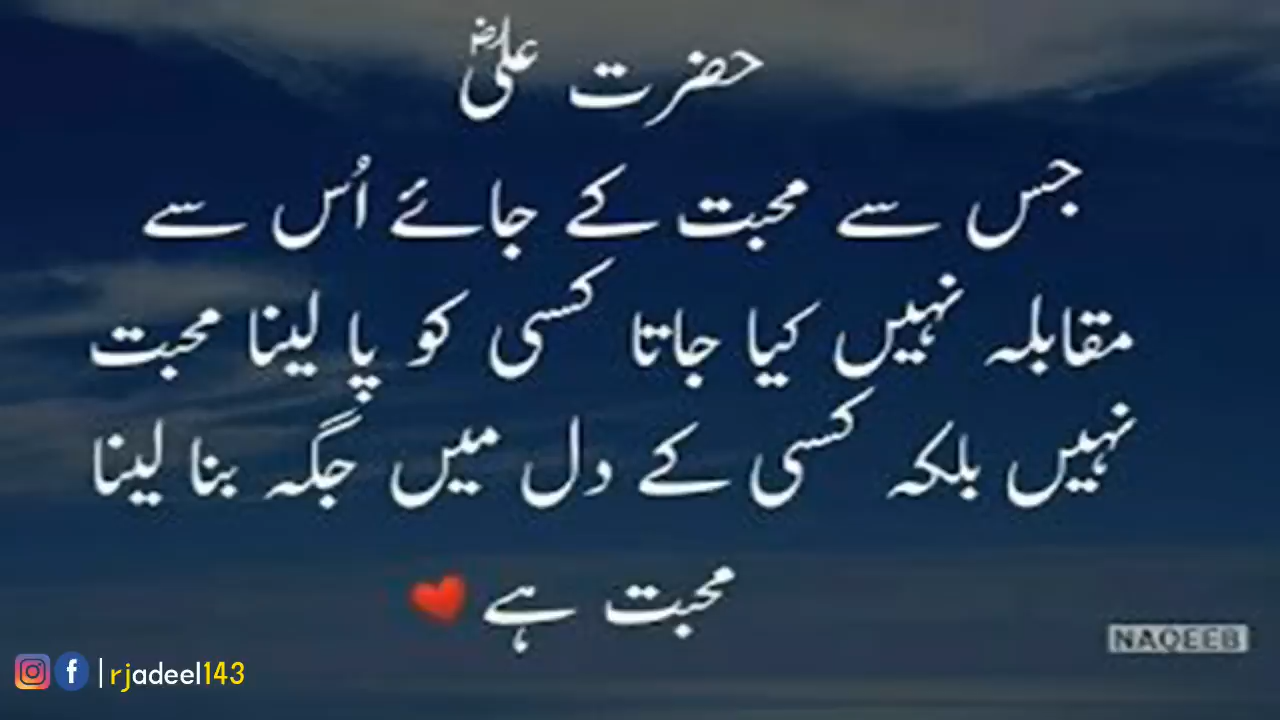 حضرت علیؓ
جس سے محبت کے جائے اُس سے
مقابلہ نہیں کیا جاتا کسی کو پا لینا محبت
نہیں بلکہ کسی کے دل میں جگہ بنا لینا
محبت ہے ❤
NAQEEB
f | rjadeel143